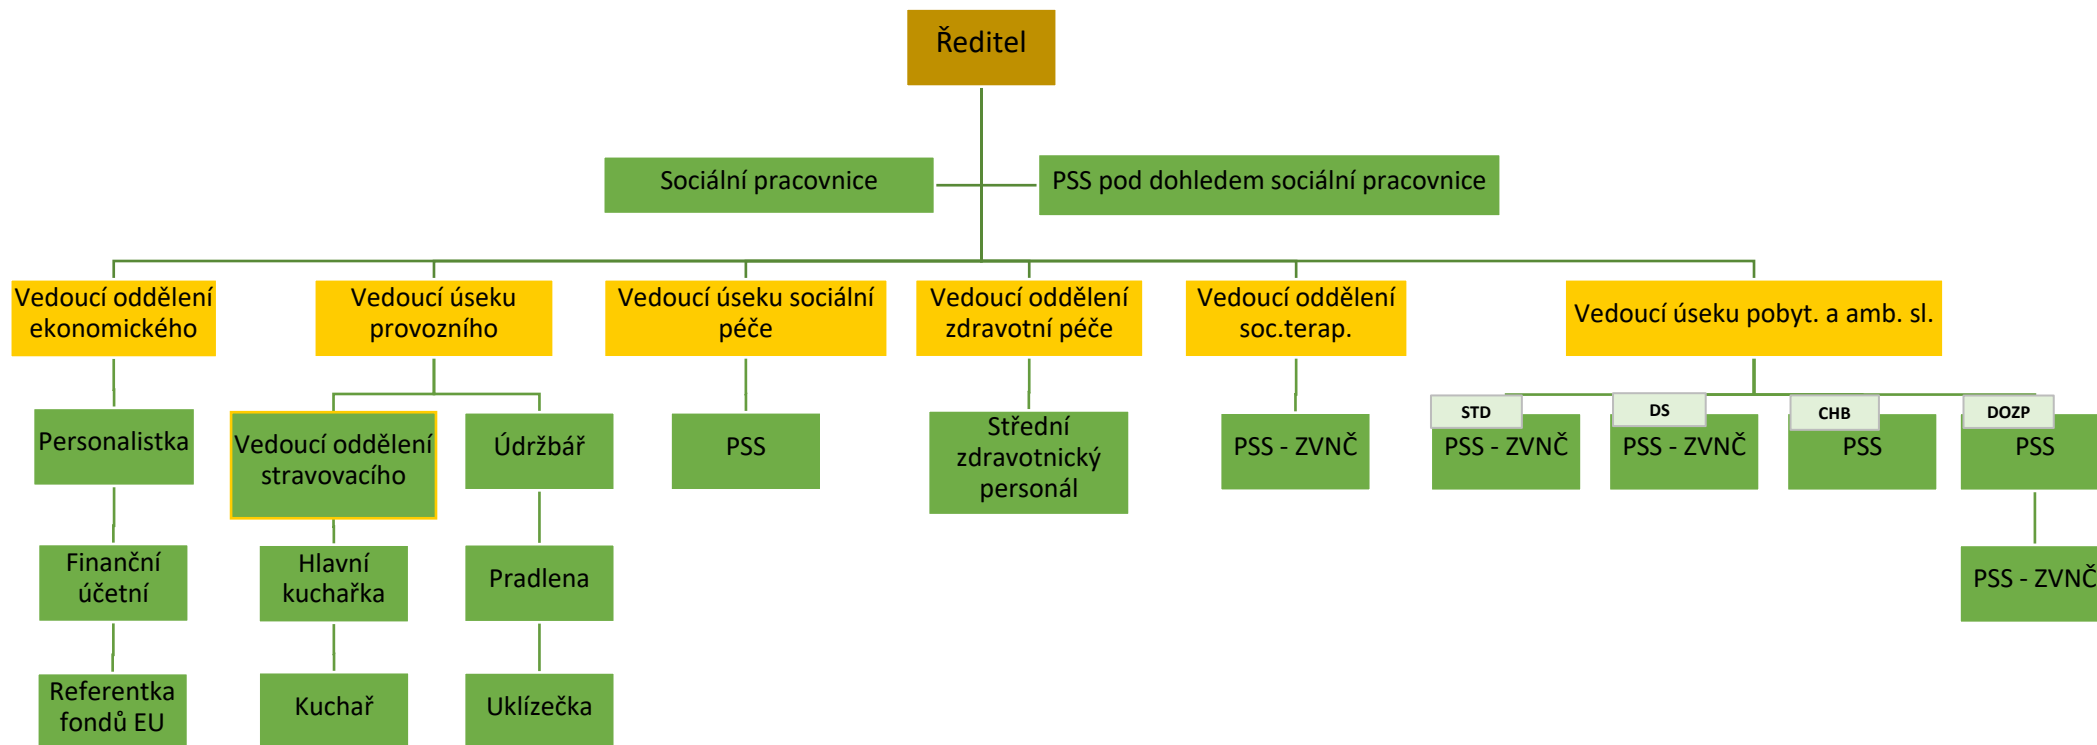 Ředitel
Sociální pracovnice
PSS pod dohledem sociální pracovnice
Vedoucí oddělení
ekonomického
Vedoucí úseku
provozního
Vedoucí úseku sociální
péče
Vedoucí oddělení
zdravotní péče
Vedoucí oddělení
soc.terap.
Vedoucí úseku pobyt. a amb. sl.
Personalistka
Vedoucí oddělení
stravovacího
Údržbář
PSS
Střední
zdravotnický
personál
PSS - ZVNČ
STD
PSS - ZVNČ
DS
PSS - ZVNČ
CHB
PSS
DOZP
PSS
Finanční
účetní
Hlavní
kuchařka
Pradlena
PSS - ZVNČ
Referentka
fondů EU
Kuchař
Uklízečka